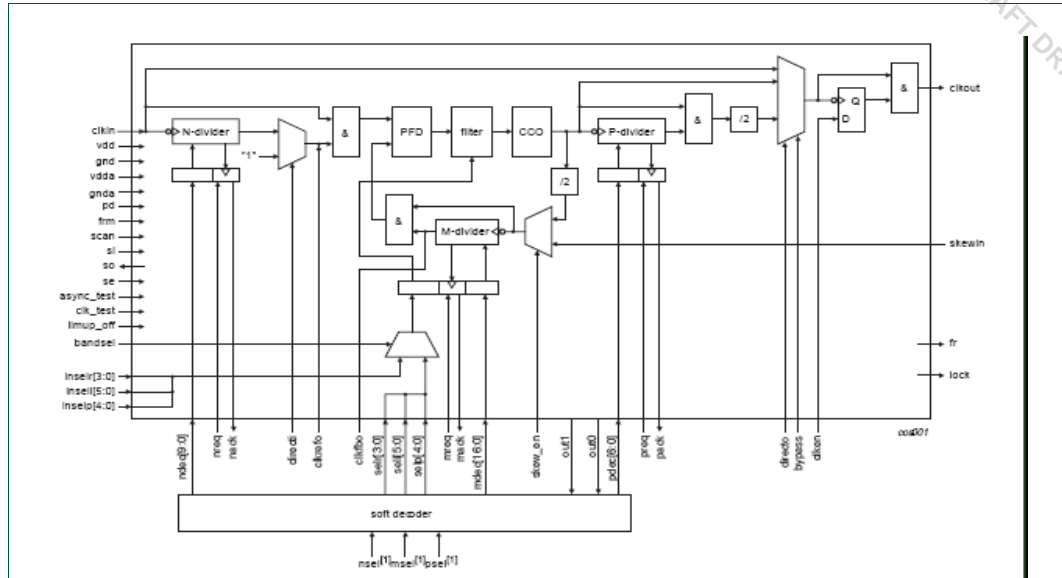 AFT DRA
clkin
vdd
gnd
vdda
gnda
pd
frm
scan
si
so
se
async_test
clk_test
limup_off
bandsel
inselr[3:0]
inseli[5:0]
inselp[4:0]
N-divider
"1"
&
PFD
filter
CCO
/2
P-divider
&
/2
Q
D
&
clkout
&
M-divider
skewin
fr
lock
ndec[9:0]
nreq
nack
directi
clkrefo
clkfbo
selr[3:0]
seli[5:0]
selp[4:0]
mreq
mack
mdec[16:0]
skew_en
out1
out0
pdec[6:0]
preq
pack
directo
bypass
clken
soft decoder
nsel[1] msel[1] psel[1]